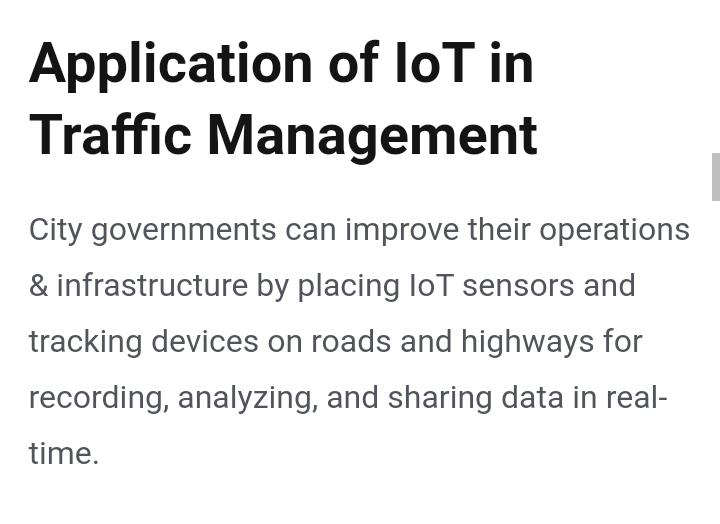 Application of IoT in
Traffic Management
City governments can improve their operations
& infrastructure by placing IoT sensors and
tracking devices on roads and highways for
recording, analyzing, and sharing data in real-
time.